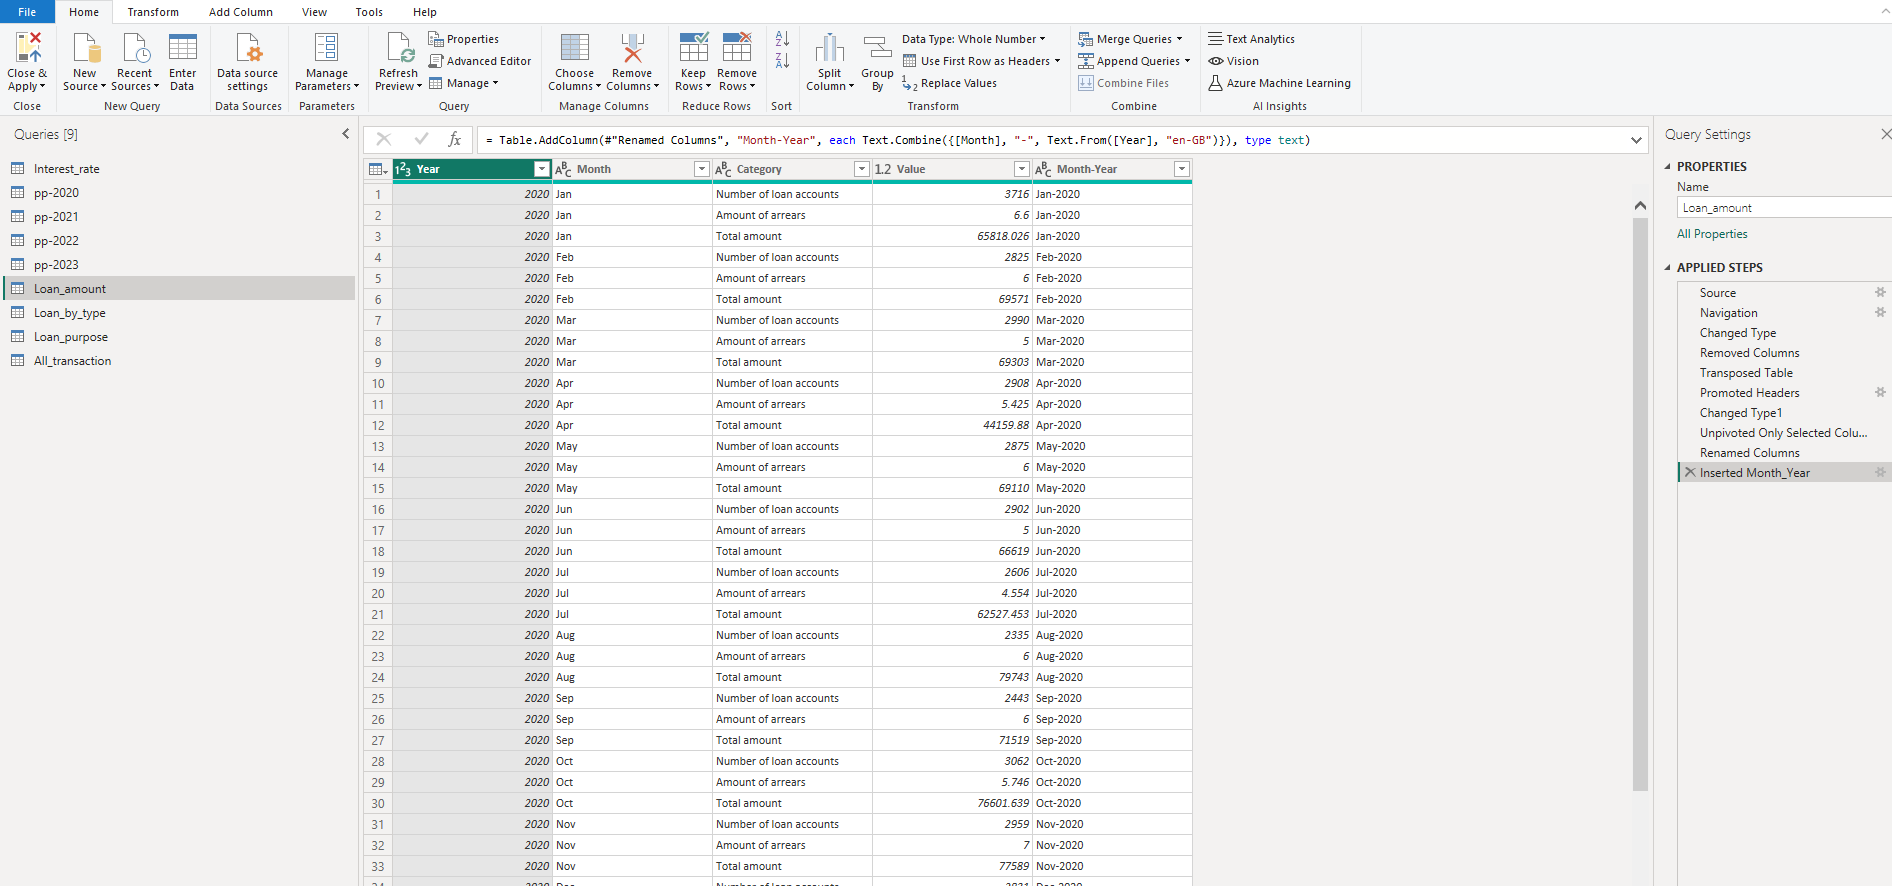 File Home Transform Add Column View Tools Help
Close & Apply
Close
New Source
Recent Sources
Enter Data
New Query
Data source settings
Data Sources
Manage Parameters
Parameters
Refresh Preview
Properties
Advanced Editor
Manage
Query
Choose Columns
Remove Columns
Manage Columns
Keep Rows
Remove Rows
Reduce Rows
Sort
Split Column
Group By
Data Type: Whole Number
Use First Row as Headers
Replace Values
Transform
Merge Queries
Append Queries
Combine Files
Combine
Text Analytics
Vision
Azure Machine Learning
AI Insights
Queries [9]
Interest_rate
pp-2020
pp-2021
pp-2022
pp-2023
Loan_amount
Loan_by_type
Loan_purpose
All_transaction
fx = Table.AddColumn(#"Renamed Columns", "Month-Year", each Text.Combine({[Month], "-", Text.From([Year], "en-GB")}), type text)
1²3 Year ABC Month ABC Category 1.2 Value ABC Month-Year
1 2020 Jan Number of loan accounts 3716 Jan-2020
2 2020 Jan Amount of arrears 6.6 Jan-2020
3 2020 Jan Total amount 65818.026 Jan-2020
4 2020 Feb Number of loan accounts 2825 Feb-2020
5 2020 Feb Amount of arrears 6 Feb-2020
6 2020 Feb Total amount 69571 Feb-2020
7 2020 Mar Number of loan accounts 2990 Mar-2020
8 2020 Mar Amount of arrears 5 Mar-2020
9 2020 Mar Total amount 69303 Mar-2020
10 2020 Apr Number of loan accounts 2908 Apr-2020
11 2020 Apr Amount of arrears 5.425 Apr-2020
12 2020 Apr Total amount 44159.88 Apr-2020
13 2020 May Number of loan accounts 2875 May-2020
14 2020 May Amount of arrears 6 May-2020
15 2020 May Total amount 69110 May-2020
16 2020 Jun Number of loan accounts 2902 Jun-2020
17 2020 Jun Amount of arrears 5 Jun-2020
18 2020 Jun Total amount 66619 Jun-2020
19 2020 Jul Number of loan accounts 2606 Jul-2020
20 2020 Jul Amount of arrears 4.554 Jul-2020
21 2020 Jul Total amount 62527.453 Jul-2020
22 2020 Aug Number of loan accounts 2335 Aug-2020
23 2020 Aug Amount of arrears 6 Aug-2020
24 2020 Aug Total amount 79743 Aug-2020
25 2020 Sep Number of loan accounts 2443 Sep-2020
26 2020 Sep Amount of arrears 6 Sep-2020
27 2020 Sep Total amount 71519 Sep-2020
28 2020 Oct Number of loan accounts 3062 Oct-2020
29 2020 Oct Amount of arrears 5.746 Oct-2020
30 2020 Oct Total amount 76601.639 Oct-2020
31 2020 Nov Number of loan accounts 2959 Nov-2020
32 2020 Nov Amount of arrears 7 Nov-2020
33 2020 Nov Total amount 77589 Nov-2020
Query Settings
PROPERTIES
Name
Loan_amount
All Properties
APPLIED STEPS
Source
Navigation
Changed Type
Removed Columns
Transposed Table
Promoted Headers
Changed Type1
Unpivoted Only Selected Colu...
Renamed Columns
Inserted Month_Year